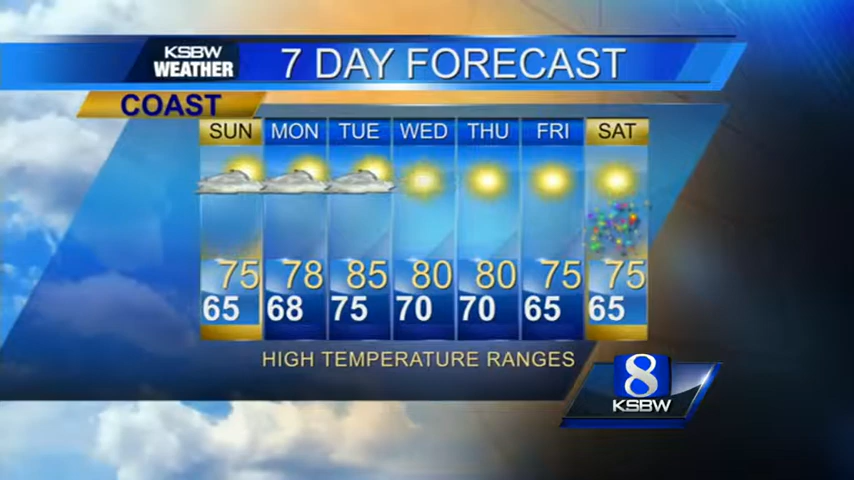 KSBW
WEATHER
7 DAY FORECAST
COAST
SUN MON TUE WED THU FRI SAT
75 78 85 80 80 75 75
65 68 75 70 70 65 65
HIGH TEMPERATURE RANGES
8
KSBW